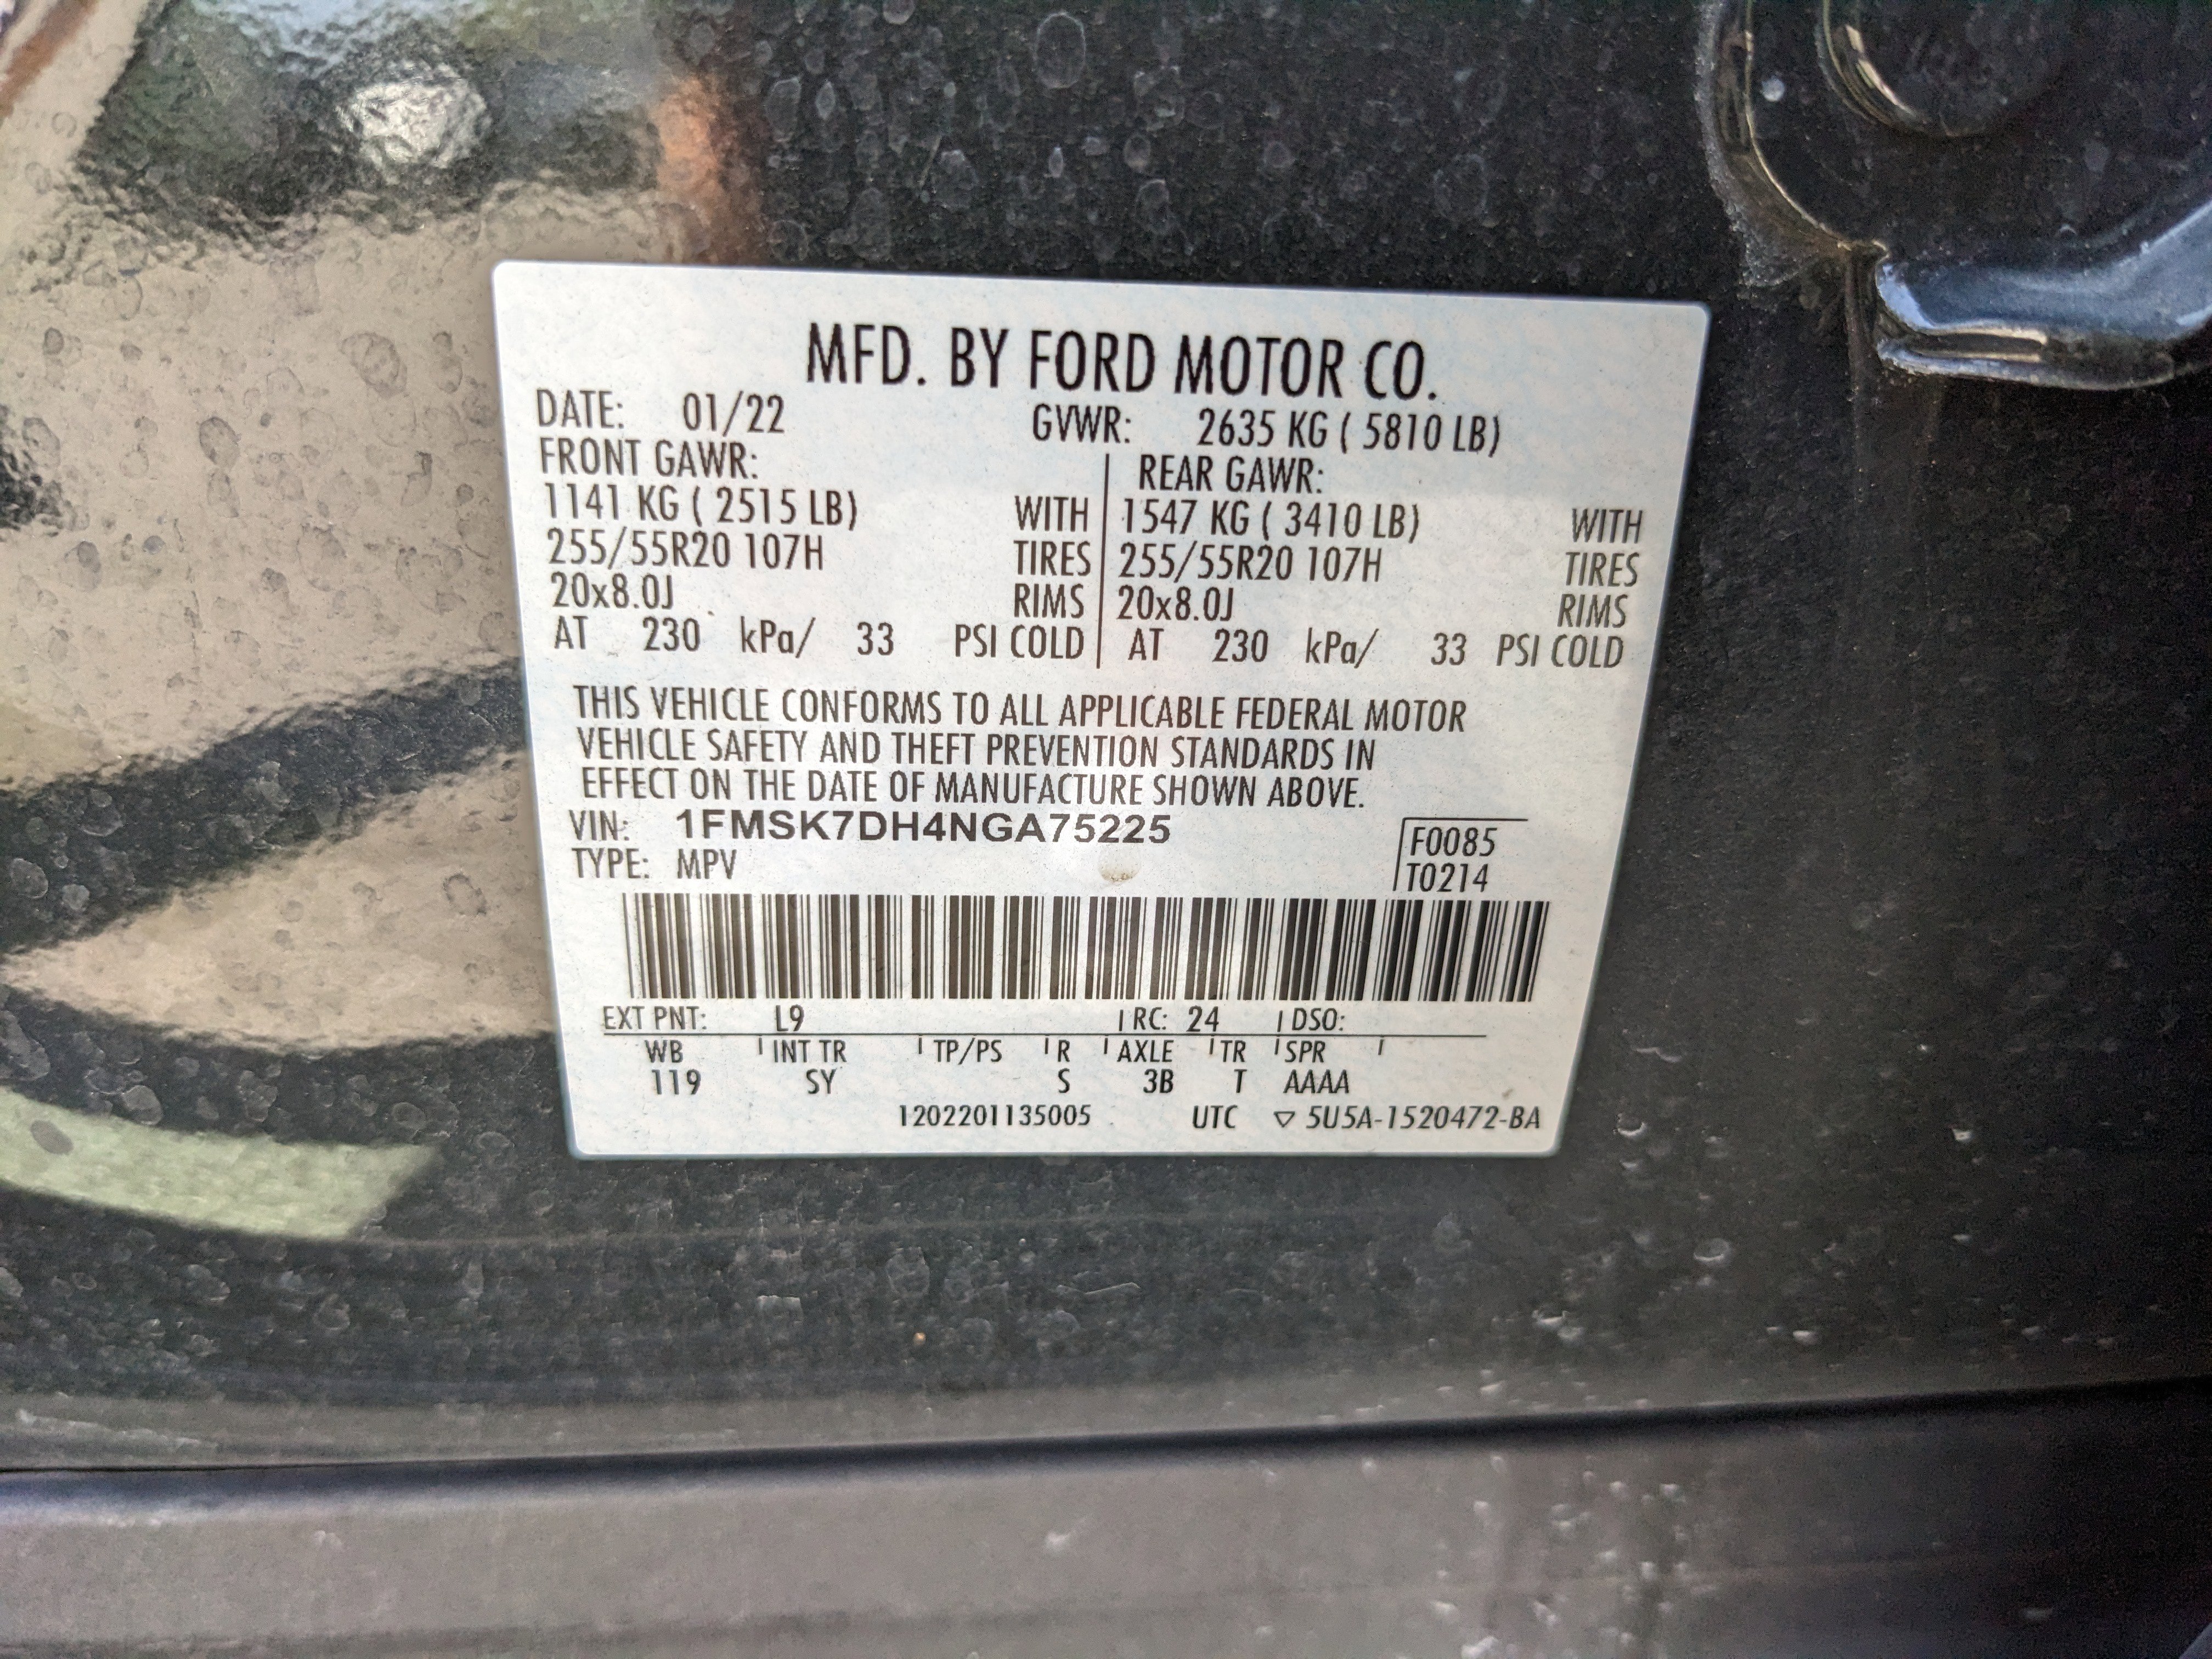 MFD. BY FORD MOTOR CO.
DATE: 01/22 GVWR: 2635 KG ( 5810 LB)
FRONT GAWR: REAR GAWR:
1141 KG ( 2515 LB) WITH 1547 KG ( 3410 LB) WITH
255/55R20 107H TIRES 255/55R20 107H TIRES
20x8.0J RIMS 20x8.0J RIMS
AT 230 kPa/ 33 PSI COLD AT 230 kPa/ 33 PSI COLD
THIS VEHICLE CONFORMS TO ALL APPLICABLE FEDERAL MOTOR
VEHICLE SAFETY AND THEFT PREVENTION STANDARDS IN
EFFECT ON THE DATE OF MANUFACTURE SHOWN ABOVE.
VIN: 1FMSK7DH4NGA75225 F0085
TYPE: MPV T0214
EXT PNT: L9 RC: 24 DSO:
WB INT TR TP/PS R AXLE TR SPR
119 SY S 3B T AAAA
1202201135005 UTC ▽ 5U5A-1520472-BA